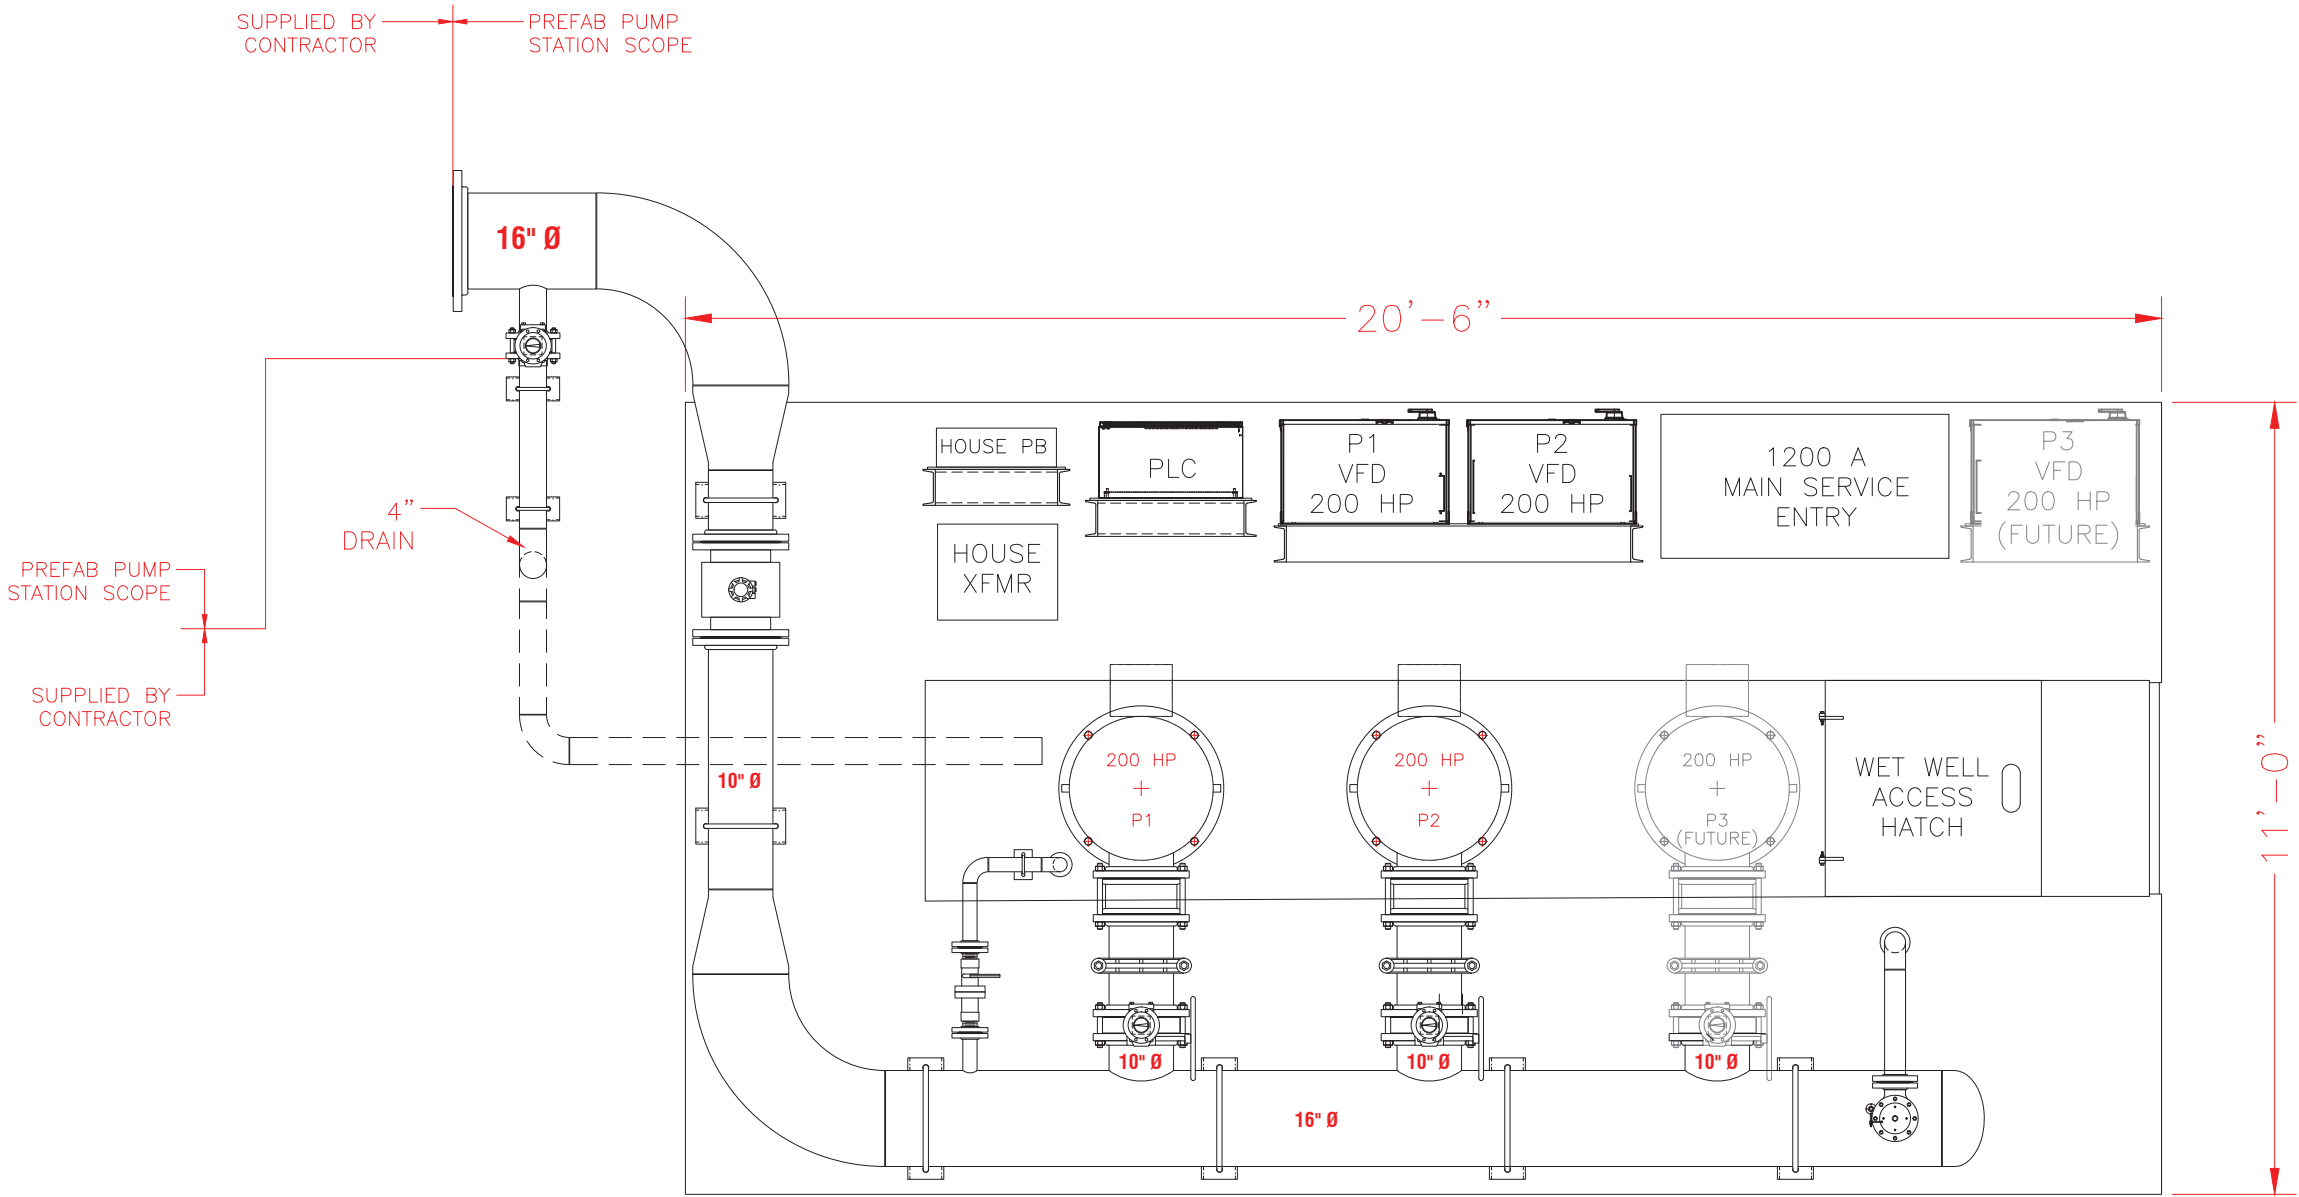 SUPPLIED BY
CONTRACTOR
PREFAB PUMP
STATION SCOPE
16" Ø
20'-6"
HOUSE PB
PLC
P1
VFD
200 HP
P2
VFD
200 HP
1200 A
MAIN SERVICE
ENTRY
P3
VFD
200 HP
(FUTURE)
4"
DRAIN
HOUSE
XFMR
PREFAB PUMP
STATION SCOPE
SUPPLIED BY
CONTRACTOR
10" Ø
200 HP
P1
200 HP
P2
200 HP
P3
(FUTURE)
WET WELL
ACCESS
HATCH
11'-0"
10" Ø
10" Ø
10" Ø
16" Ø